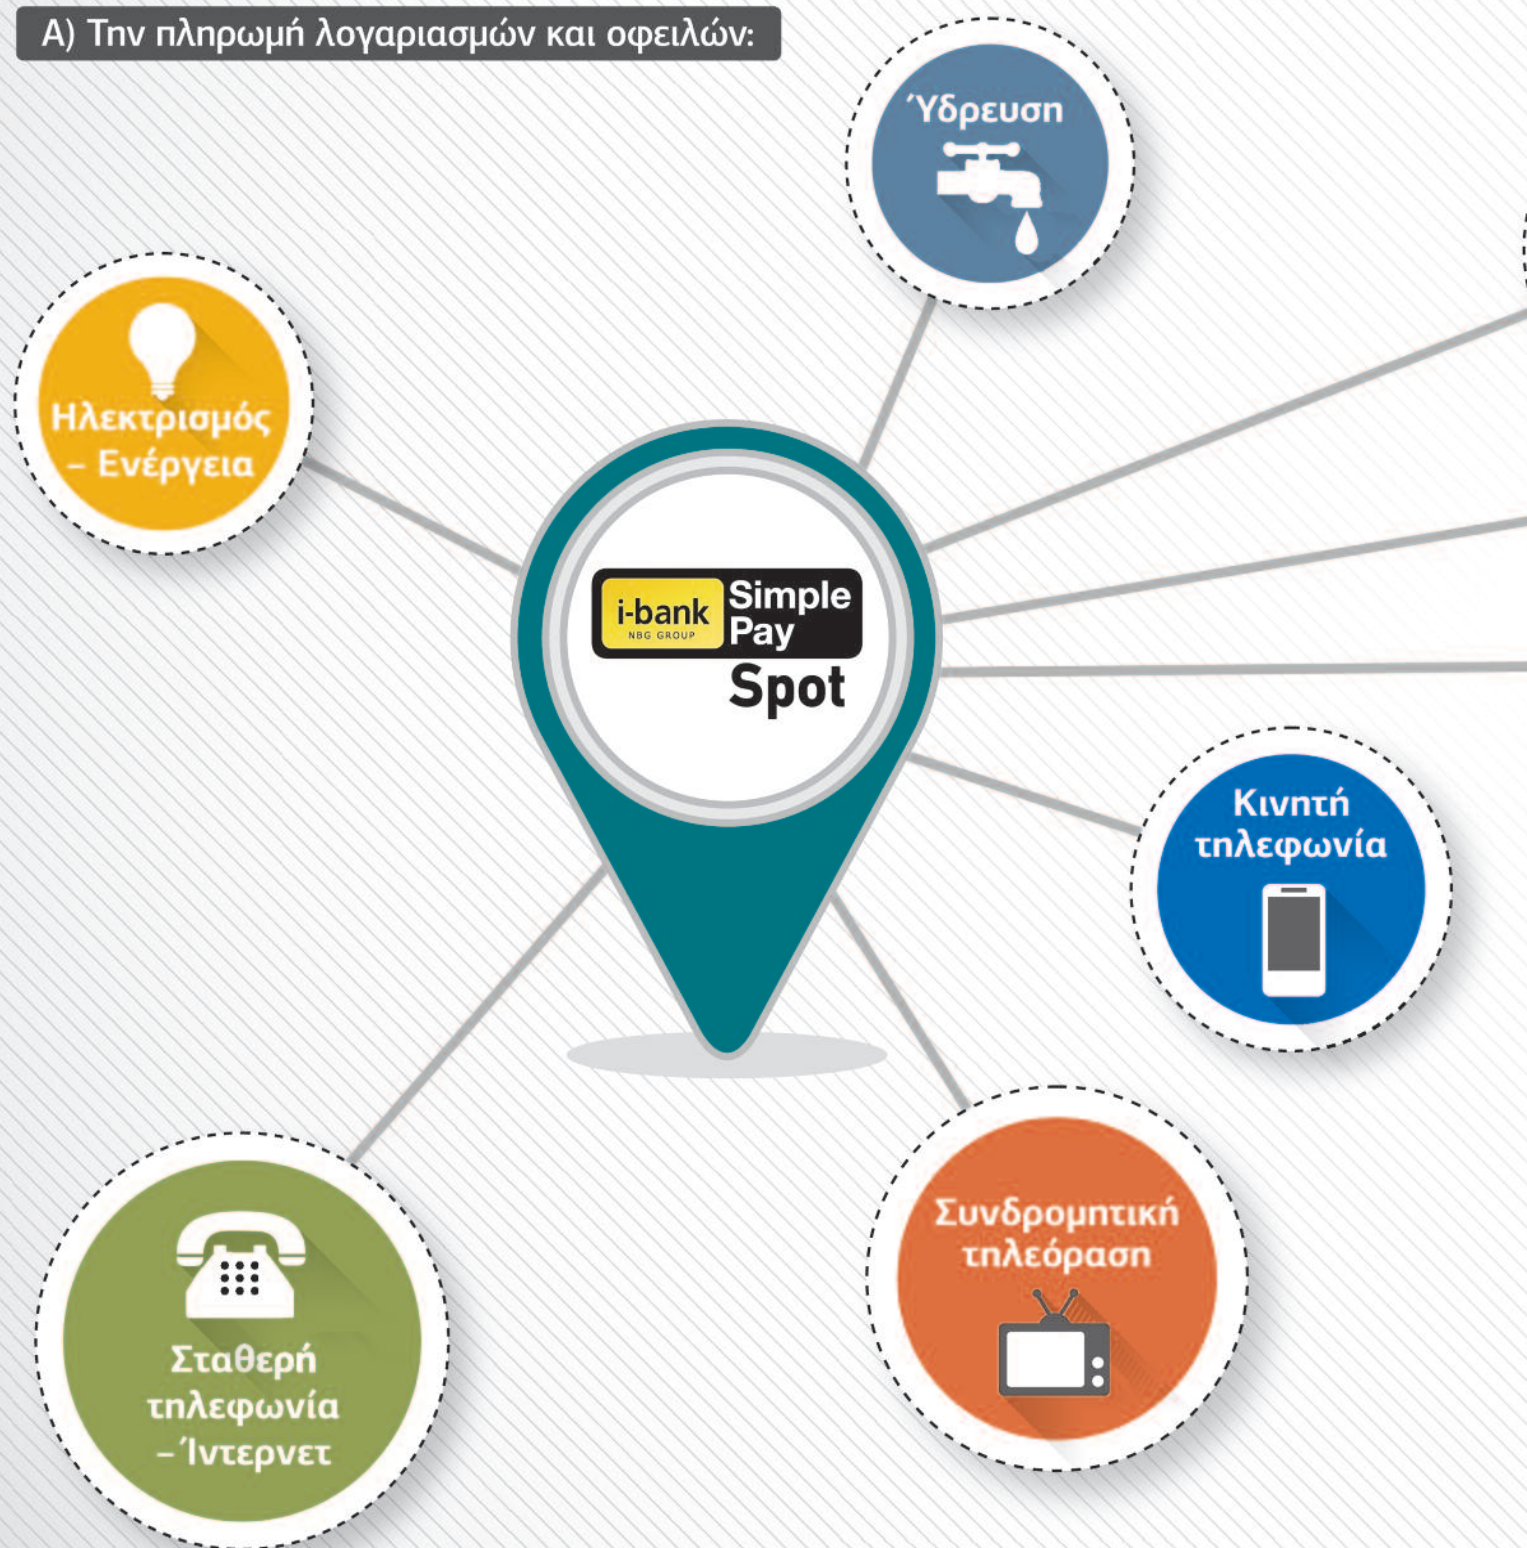 Α) Την πληρωμή λογαριασμών και οφειλών:
Ύδρευση
Ηλεκτρισμός
– Ενέργεια
i-bank
NBG GROUP
Simple
Pay
Spot
Κινητή
τηλεφωνία
Συνδρομητική
τηλεόραση
Σταθερή
τηλεφωνία
– Ίντερνετ